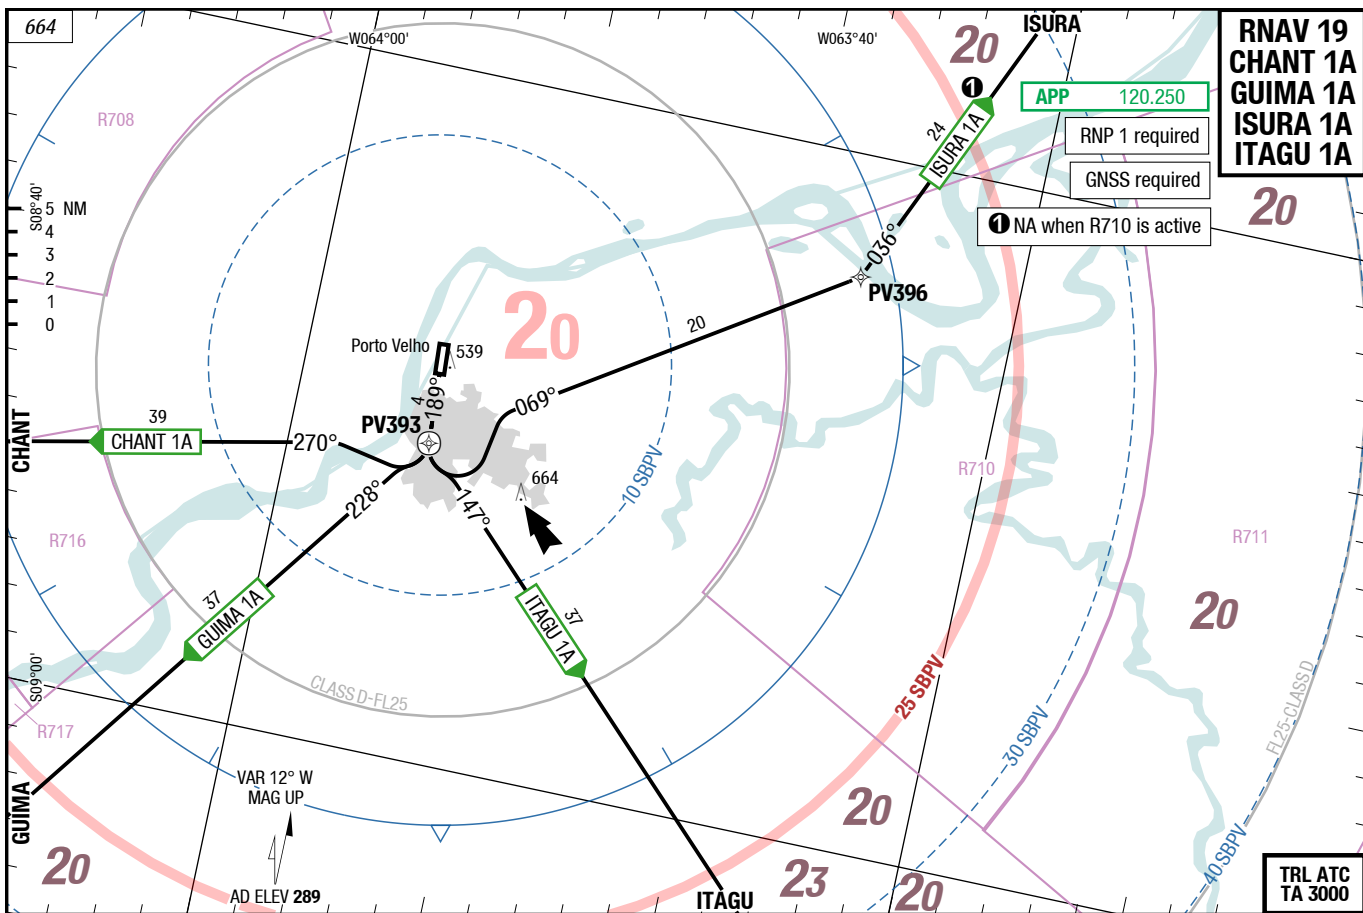 664
W064°00'
W063°40'
ISURA
RNAV 19
CHANT 1A
GUIMA 1A
ISURA 1A
ITAGU 1A
20
1
APP 120.250
RNP 1 required
GNSS required
1 NA when R710 is active
R708
24
ISURA 1A
036°
PV396
20
S08°40'
5 NM
4
3
2
1
0
20
Porto Velho
539
20
4
189°
069°
PV393
CHANT
39
CHANT 1A
270°
228°
147°
664
10 SBPV
R710
R711
R716
37
GUIMA 1A
37
ITAGU 1A
20
S09°00'
CLASS D-FL25
25 SBPV
30 SBPV
FL25-CLASS D
R717
VAR 12° W
MAG UP
GUIMA
20
AD ELEV 289
20
23
20
40 SBPV
ITAGU
TRL ATC
TA 3000